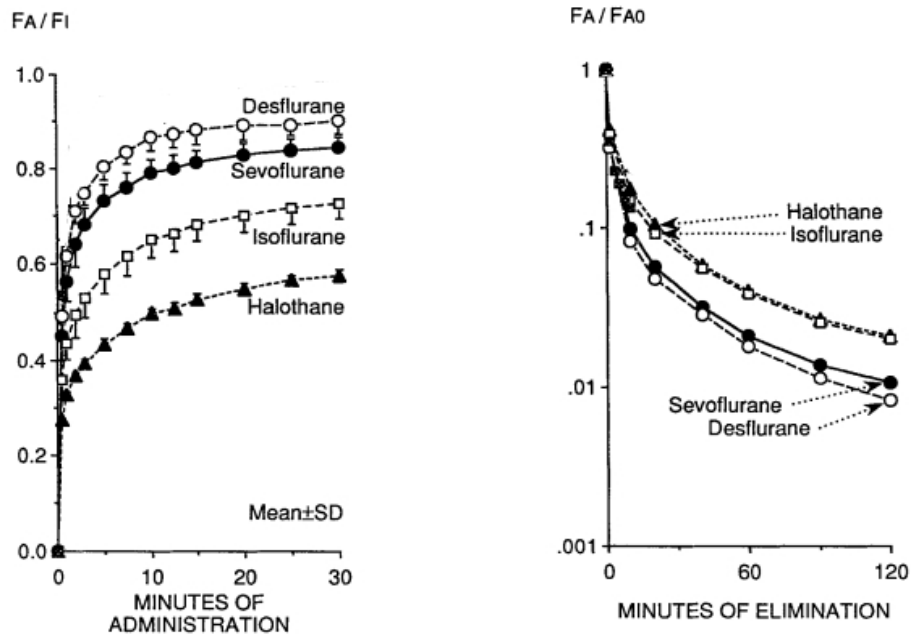 FA / FI
1.0
0.8
0.6
0.4
0.2
0.0
Desflurane
Sevoflurane
Isoflurane
Halothane
Mean±SD
0
10
20
30
MINUTES OF
ADMINISTRATION
FA / FA0
1
.1
.01
.001
Halothane
Isoflurane
Sevoflurane
Desflurane
0
60
120
MINUTES OF ELIMINATION